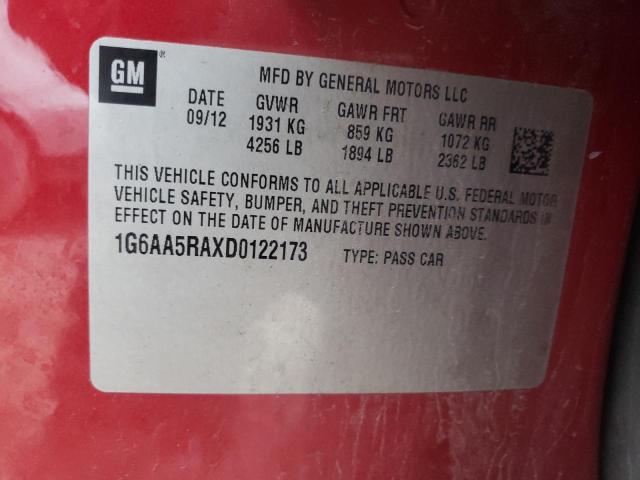 GM ®
MFD BY GENERAL MOTORS LLC
DATE GVWR GAWR FRT GAWR RR
09/12 1931 KG 859 KG 1072 KG
4256 LB 1894 LB 2362 LB
THIS VEHICLE CONFORMS TO ALL APPLICABLE U.S. FEDERAL MOTOR
VEHICLE SAFETY, BUMPER, AND THEFT PREVENTION STANDARDS IN
EFFECT ON THE DATE OF MANUFACTURE SHOWN ABOVE.
1G6AA5RAXD0122173 TYPE: PASS CAR